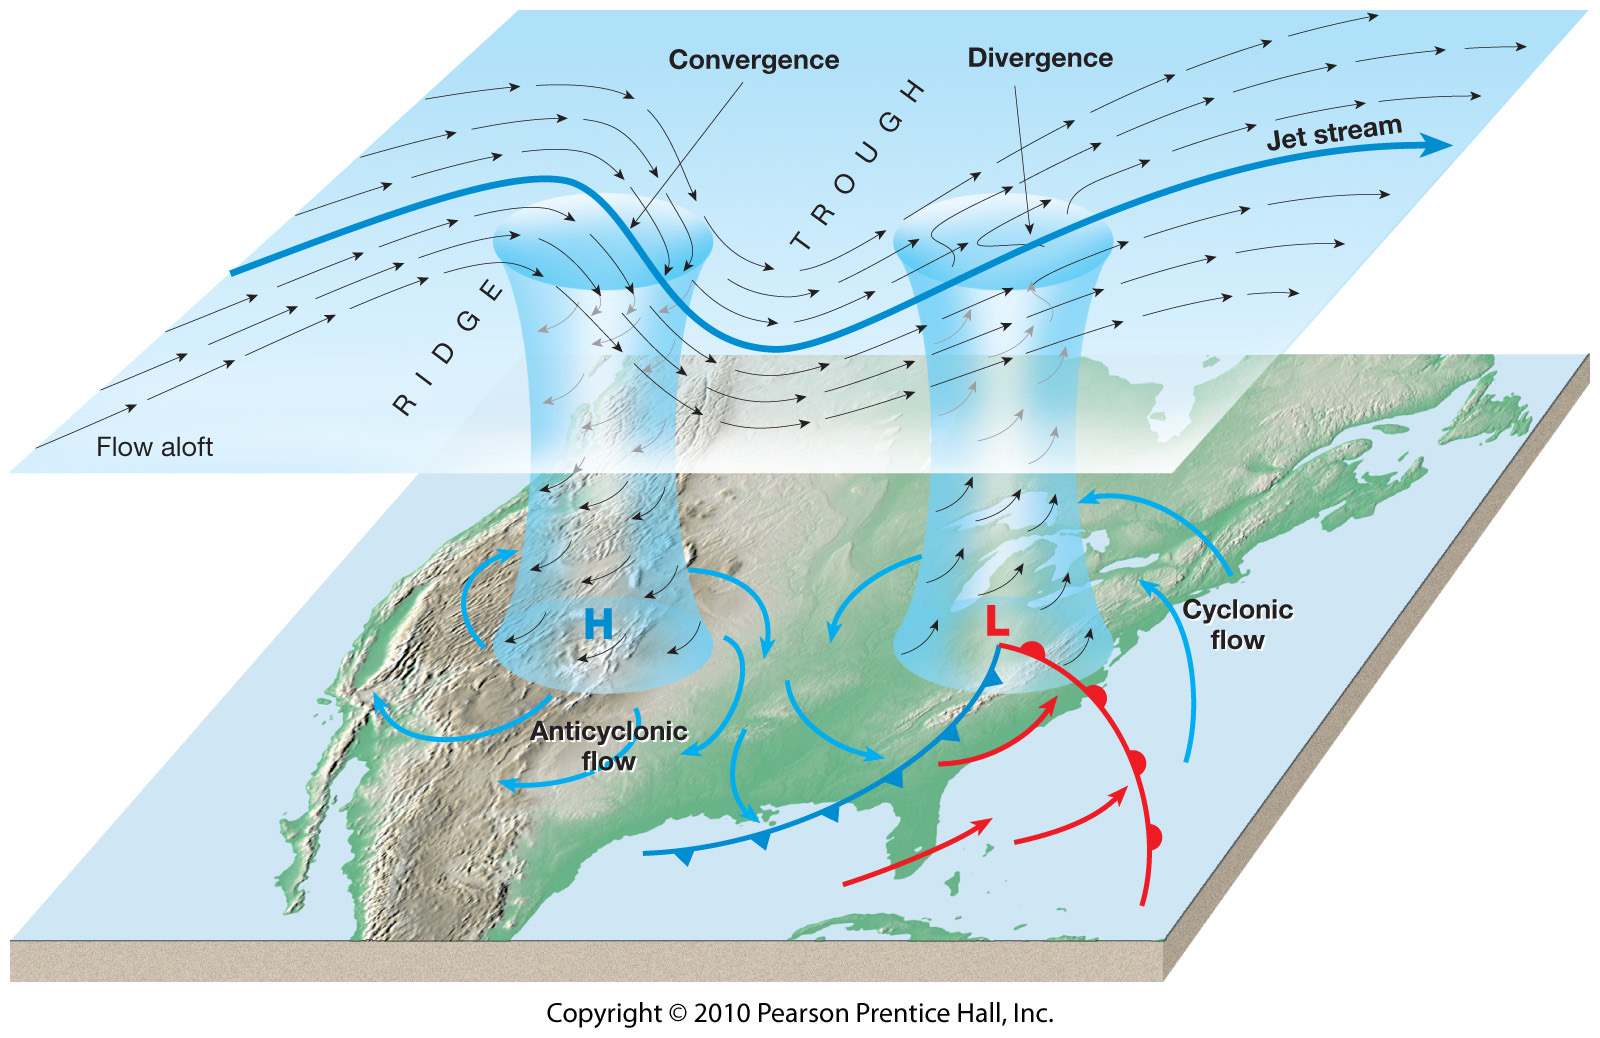 Convergence
Divergence
TROUGH
Jet stream
RIDGE
Flow aloft
H
L
Cyclonic
flow
Anticyclonic
flow
Copyright © 2010 Pearson Prentice Hall, Inc.